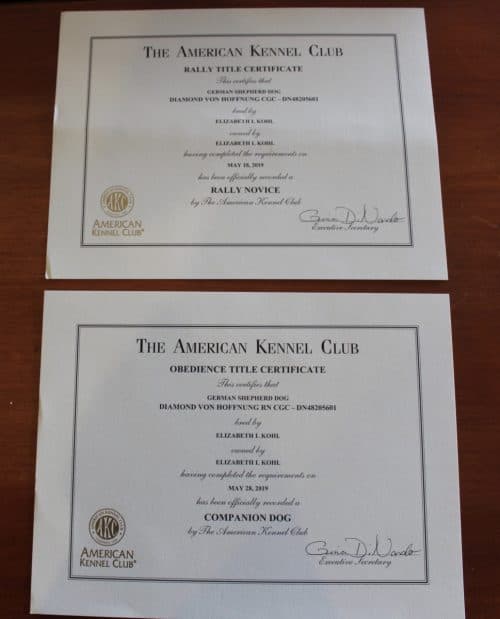 THE AMERICAN KENNEL CLUB
RALLY TITLE CERTIFICATE
This certifies that
GERMAN SHEPHERD DOG
DIAMOND VON HOFFNUNG CGC - DN48205601
bred by
ELIZABETH I. KOHL
owned by
ELIZABETH I. KOHL
having completed the requirements on
MAY 18, 2019
has been officially recorded a
RALLY NOVICE
by The American Kennel Club
AKC
AMERICAN
KENNEL CLUB®
Executive Secretary
THE AMERICAN KENNEL CLUB
OBEDIENCE TITLE CERTIFICATE
This certifies that
GERMAN SHEPHERD DOG
DIAMOND VON HOFFNUNG RN CGC - DN48205601
bred by
ELIZABETH I. KOHL
owned by
ELIZABETH I. KOHL
having completed the requirements on
MAY 28, 2019
has been officially recorded a
COMPANION DOG
by The American Kennel Club
AKC
AMERICAN
KENNEL CLUB®
Executive Secretary